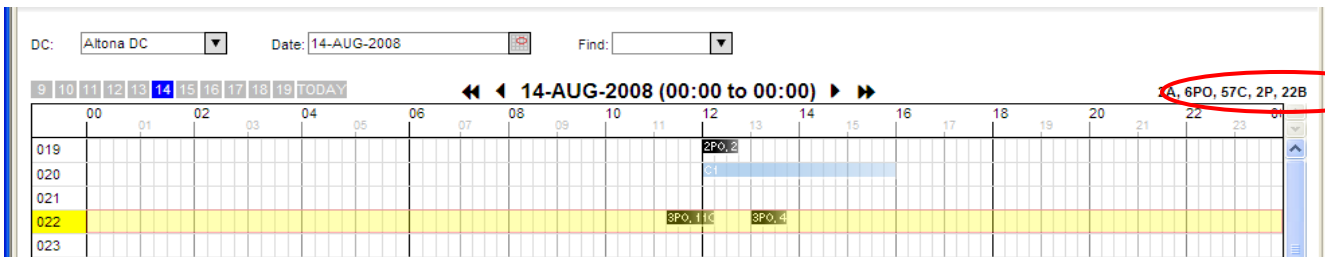 DC: Altona DC Date: 14-AUG-2008 Find:
9 10 11 12 13 14 15 16 17 18 19 TODAY 14-AUG-2008 (00:00 to 00:00) 2A, 6PO, 57C, 2P, 22B
00 02 04 06 08 10 12 14 16 18 20 22
01 03 05 07 09 11 13 15 17 19 21 23
019 2PO, 2
020 C1
021
022 3PO, 11C 3PO, 4
023